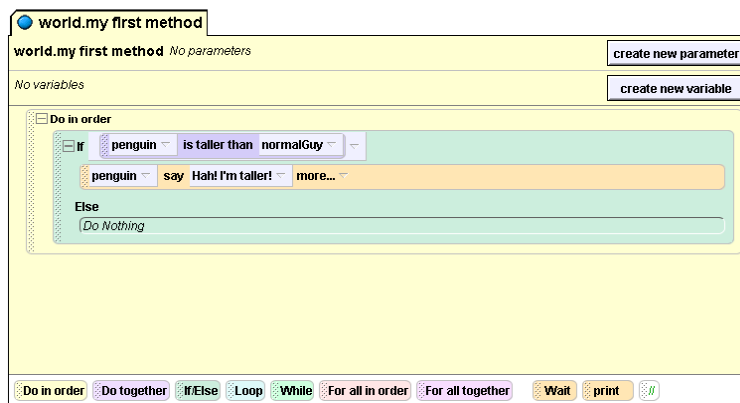 world.my first method
world.my first method No parameters create new parameter
No variables create new variable
Do in order
If penguin is taller than normalGuy
penguin say Hah! I'm taller! more...
Else
Do Nothing
Do in order Do together If/Else Loop While For all in order For all together Wait print //